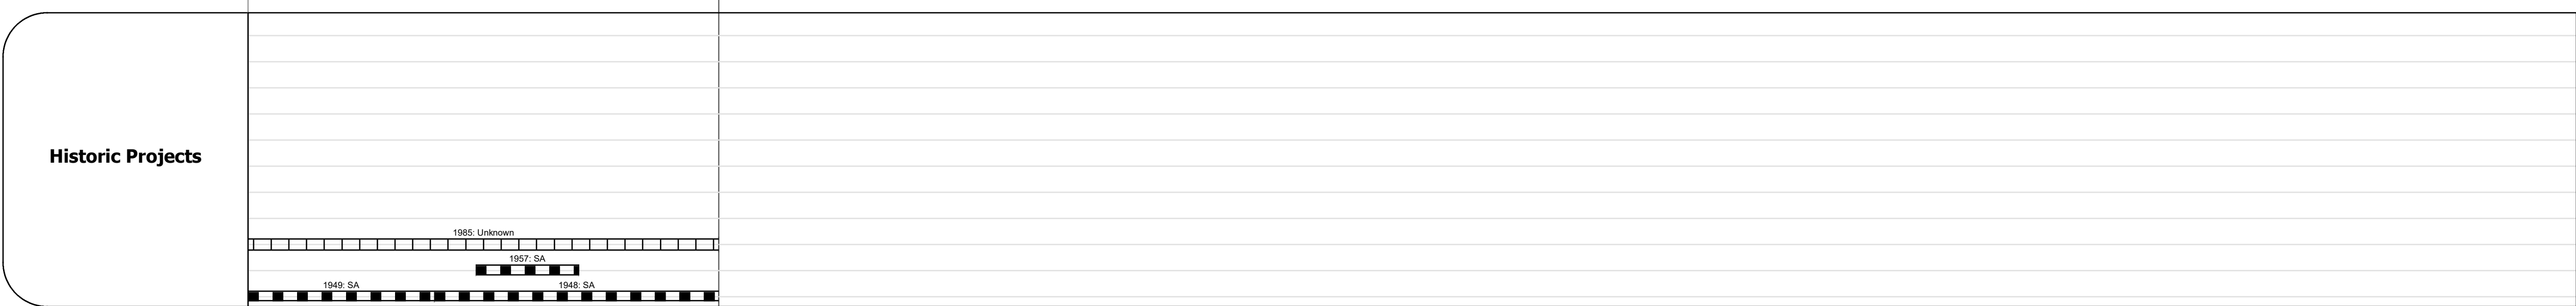 Historic Projects
1985: Unknown
1957: SA
1949: SA
1948: SA